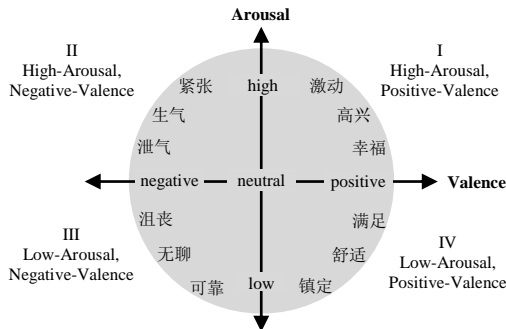 Arousal
II
High-Arousal,
Negative-Valence
I
High-Arousal,
Positive-Valence
紧张
high
激动
生气
高兴
泄气
幸福
negative
neutral
positive
Valence
沮丧
满足
III
Low-Arousal,
Negative-Valence
IV
Low-Arousal,
Positive-Valence
无聊
舒适
可靠
low
镇定